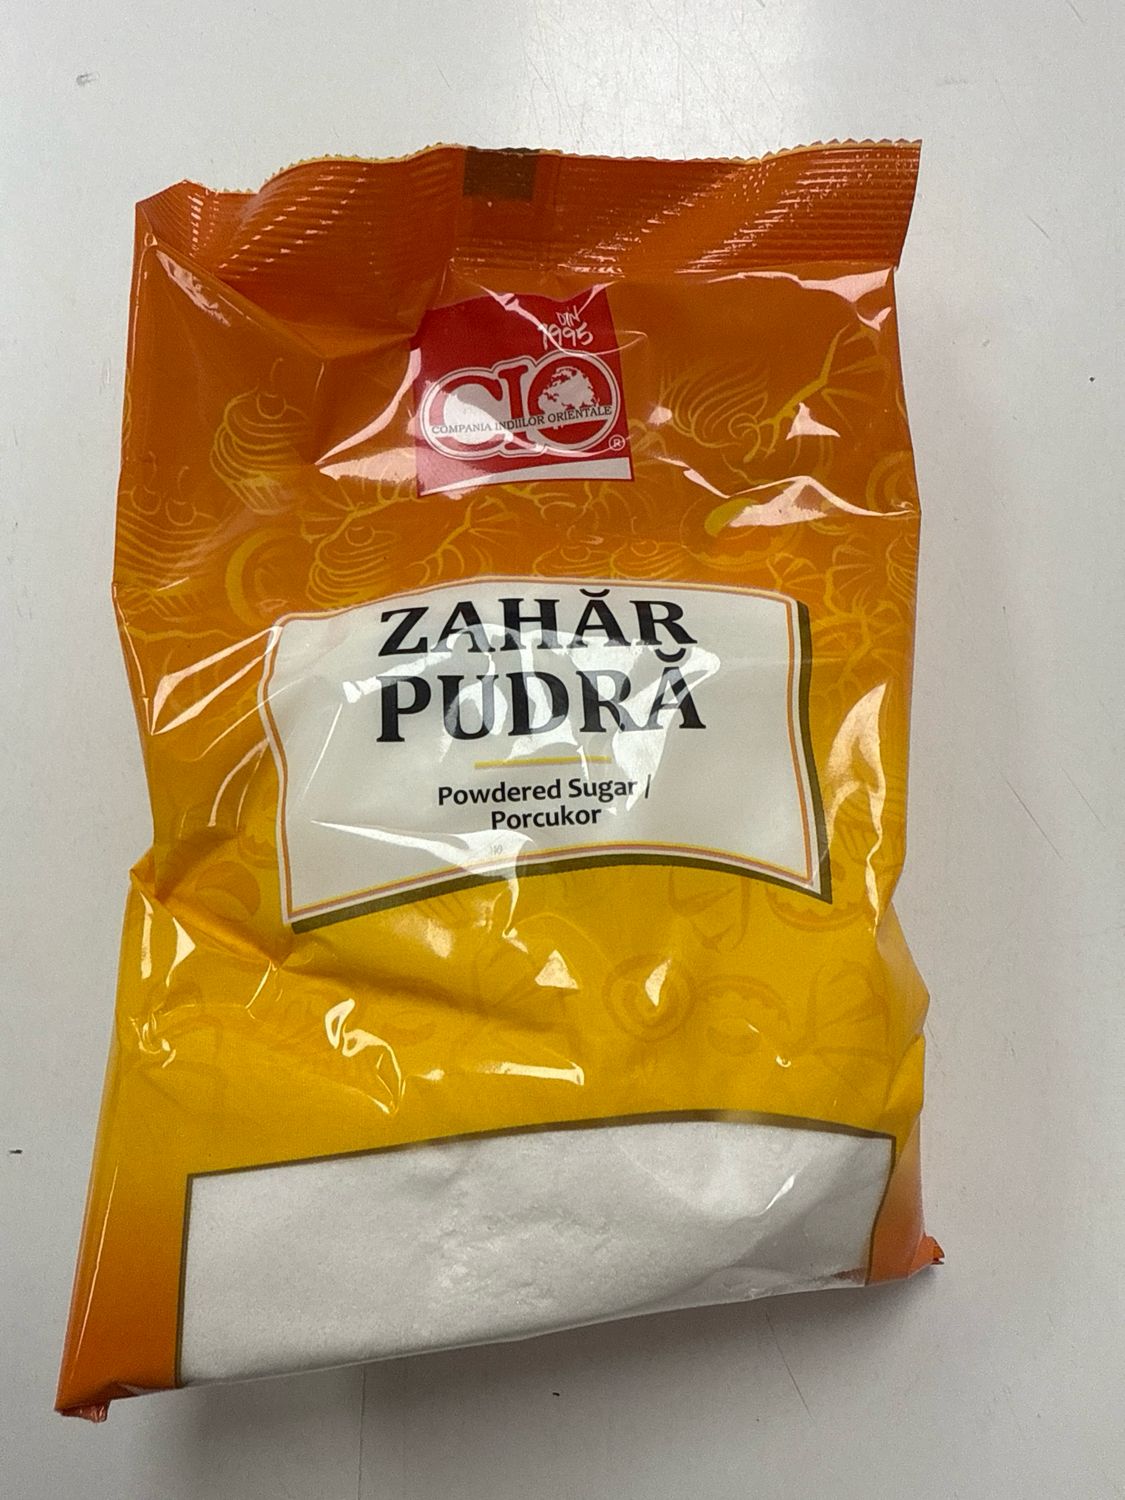 DIN
1995
CIO
COMPANIA INDIILOR ORIENTALE
®
ZAHĂR
PUDRĂ
Powdered Sugar |
Porcukor